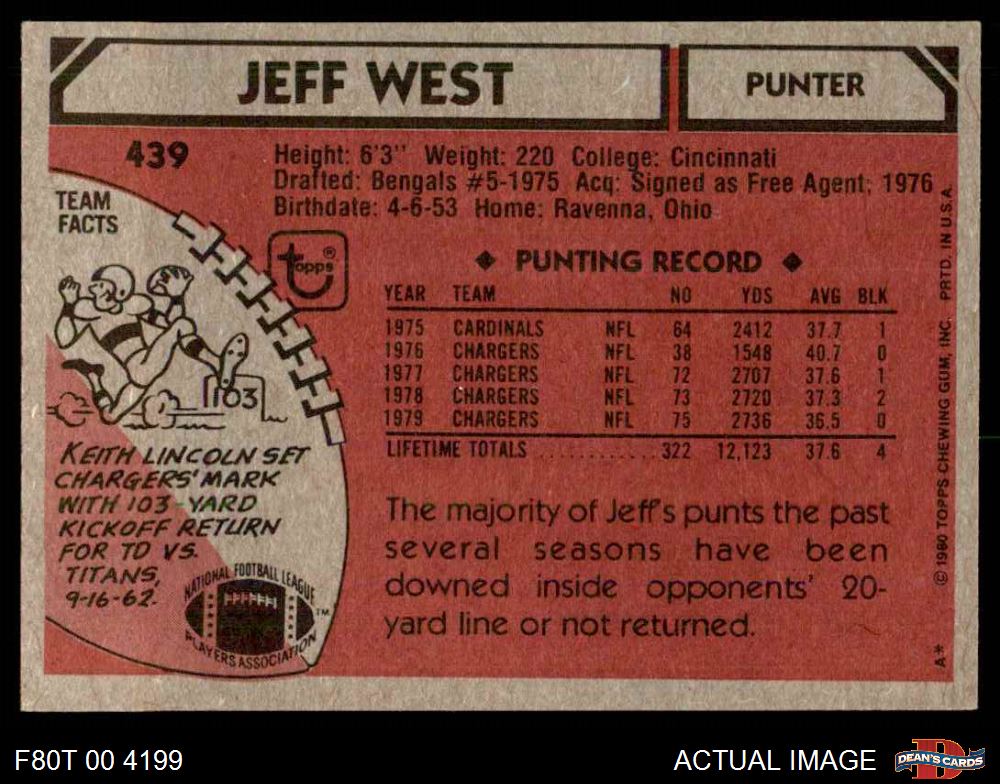 JEFF WEST
PUNTER
439
Height: 6'3" Weight: 220 College: Cincinnati
Drafted: Bengals #5-1975 Acq: Signed as Free Agent, 1976
Birthdate: 4-6-53 Home: Ravenna, Ohio
TEAM
FACTS
topps®
◆ PUNTING RECORD ◆
YEAR TEAM NO YDS AVG BLK
1975 CARDINALS NFL 64 2412 37.7 1
1976 CHARGERS NFL 38 1548 40.7 0
1977 CHARGERS NFL 72 2707 37.6 1
1978 CHARGERS NFL 73 2720 37.3 2
1979 CHARGERS NFL 75 2736 36.5 0
LIFETIME TOTALS ............ 322 12,123 37.6 4
103
KEITH LINCOLN SET
CHARGERS' MARK
WITH 103-YARD
KICKOFF RETURN
FOR TD VS.
TITANS,
9-16-62.
NATIONAL FOOTBALL LEAGUE
PLAYERS ASSOCIATION
TM
The majority of Jeff's punts the past
several seasons have been
downed inside opponents' 20-
yard line or not returned.
A* © 1980 TOPPS CHEWING GUM, INC. PRTD. IN U.S.A.
F80T 00 4199
ACTUAL IMAGE
D
DEAN'S CARDS